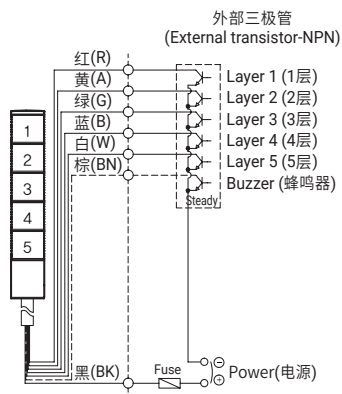 外部三极管
(External transistor-NPN)
红(R)
黄(A)
绿(G)
蓝(B)
白(W)
棕(BN)
Layer 1 (1层)
Layer 2 (2层)
Layer 3 (3层)
Layer 4 (4层)
Layer 5 (5层)
Buzzer (蜂鸣器)
Steady
1
2
3
4
5
黑(BK)
Fuse
Power(电源)